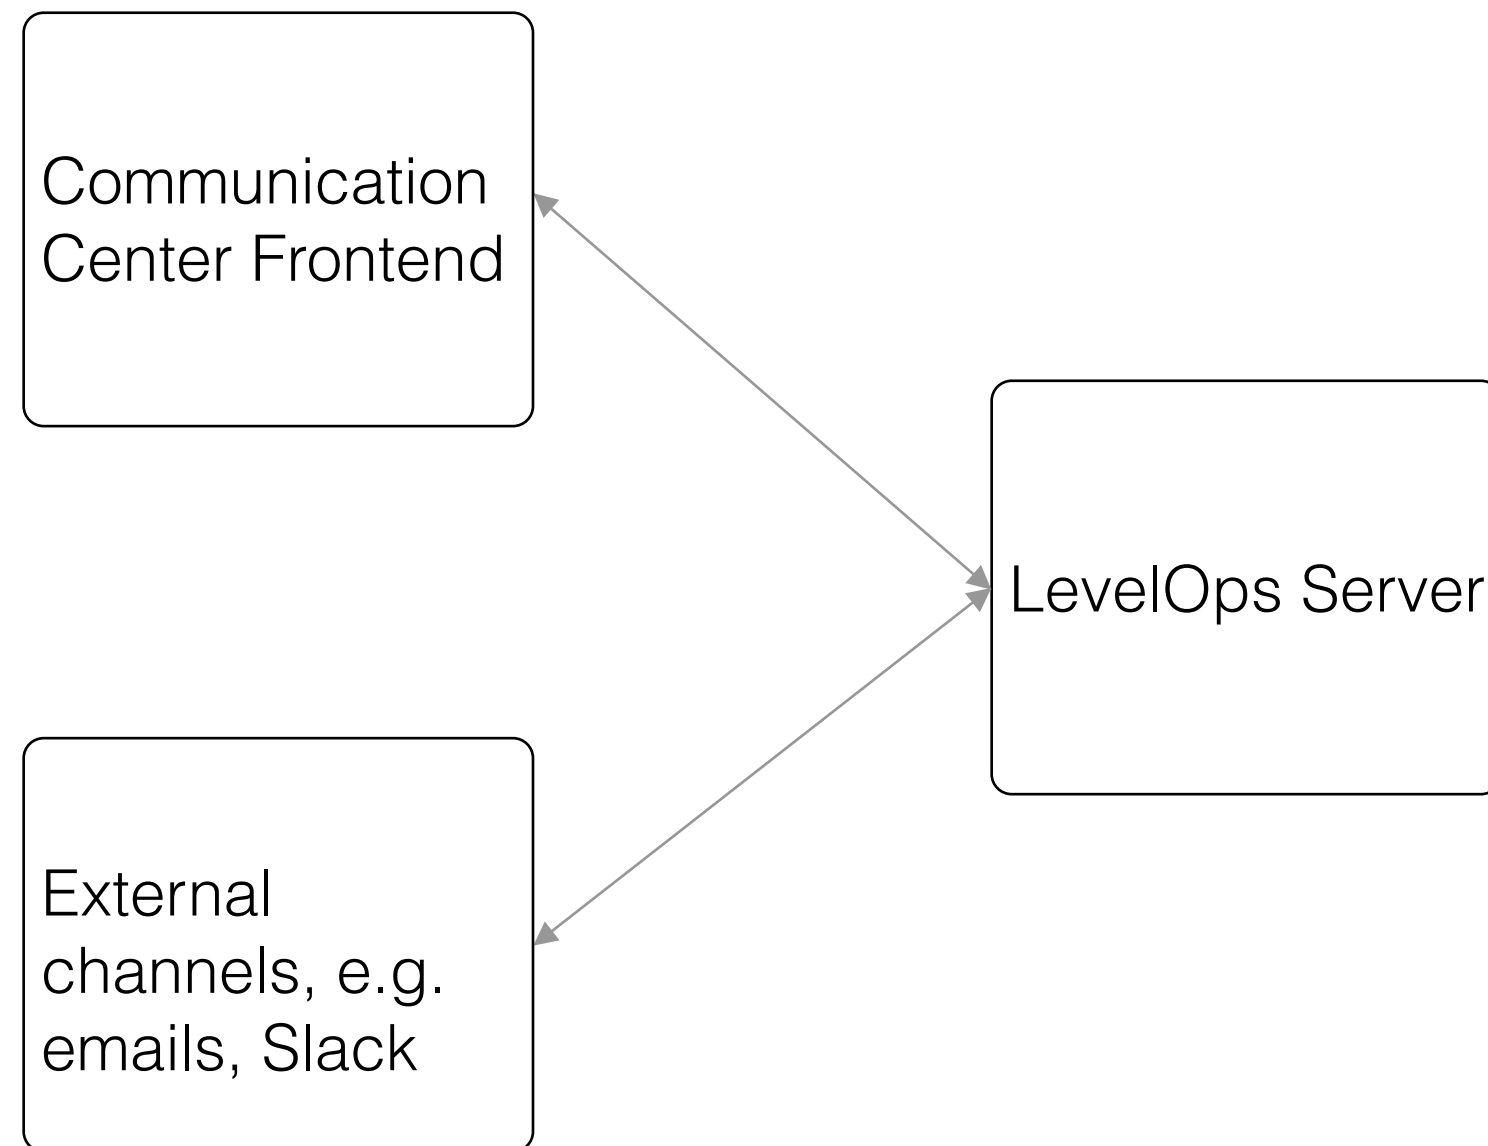 Communication
Center Frontend
LevelOps Server
External
channels, e.g.
emails, Slack